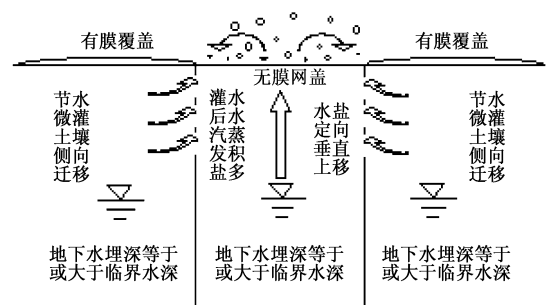 有膜覆盖
有膜覆盖
无膜网盖
节水
微灌
土壤
侧向
迁移
灌水
后水
汽蒸
发积
盐多
水盐
定向
垂直
上移
节水
微灌
土壤
侧向
迁移
地下水埋深等于
或大于临界水深
地下水埋深等于
或大于临界水深
地下水埋深等于
或大于临界水深